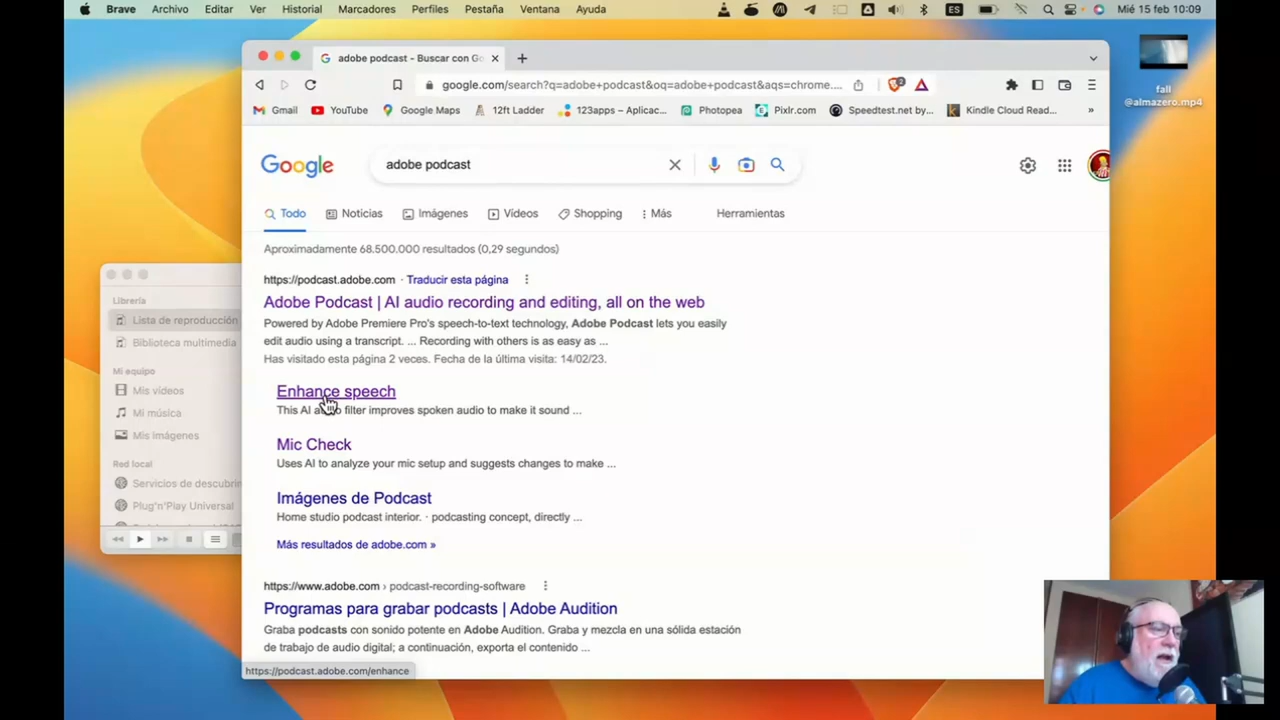 Brave Archivo Editar Ver Historial Marcadores Perfiles Pestaña Ventana Ayuda ES Mié 15 feb 10:09
adobe podcast - Buscar con Go
google.com/search?q=adobe+podcast&oq=adobe+podcast&aqs=chrome.... 2
Gmail YouTube Google Maps 12ft Ladder 123apps – Aplicac... Photopea Pixlr.com Speedtest.net by... Kindle Cloud Read... »
fall
@almazero.mp4
Google adobe podcast
Todo Noticias Imágenes Vídeos Shopping Más Herramientas
Aproximadamente 68.500.000 resultados (0,29 segundos)
https://podcast.adobe.com · Traducir esta página
Adobe Podcast | AI audio recording and editing, all on the web
Powered by Adobe Premiere Pro's speech-to-text technology, Adobe Podcast lets you easily
edit audio using a transcript. ... Recording with others is as easy as ...
Has visitado esta página 2 veces. Fecha de la última visita: 14/02/23.
Enhance speech
This AI filter improves spoken audio to make it sound ...
Mic Check
Uses AI to analyze your mic setup and suggests changes to make ...
Imágenes de Podcast
Home studio podcast interior. · podcasting concept, directly ...
Más resultados de adobe.com »
https://www.adobe.com › podcast-recording-software
Programas para grabar podcasts | Adobe Audition
Graba podcasts con sonido potente en Adobe Audition. Graba y mezcla en una sólida estación
de trabajo de audio digital; a continuación, exporta el contenido ...
https://podcast.adobe.com/enhance
Librería
Lista de reproducción
Biblioteca multimedia
Mi equipo
Mis vídeos
Mi música
Mis imágenes
Red local
Servicios de descubrir
Plug'n'Play Universal